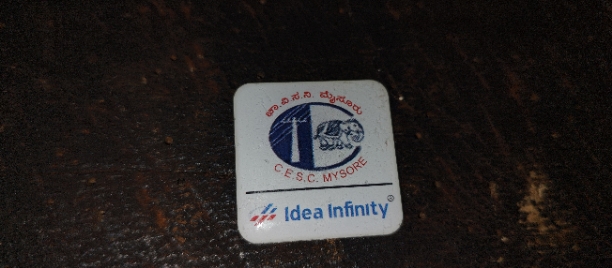 ಚಾ.ವಿ.ಸ.ನಿ. ಮೈಸೂರು
C.E.S.C. MYSORE
Idea Infinity®